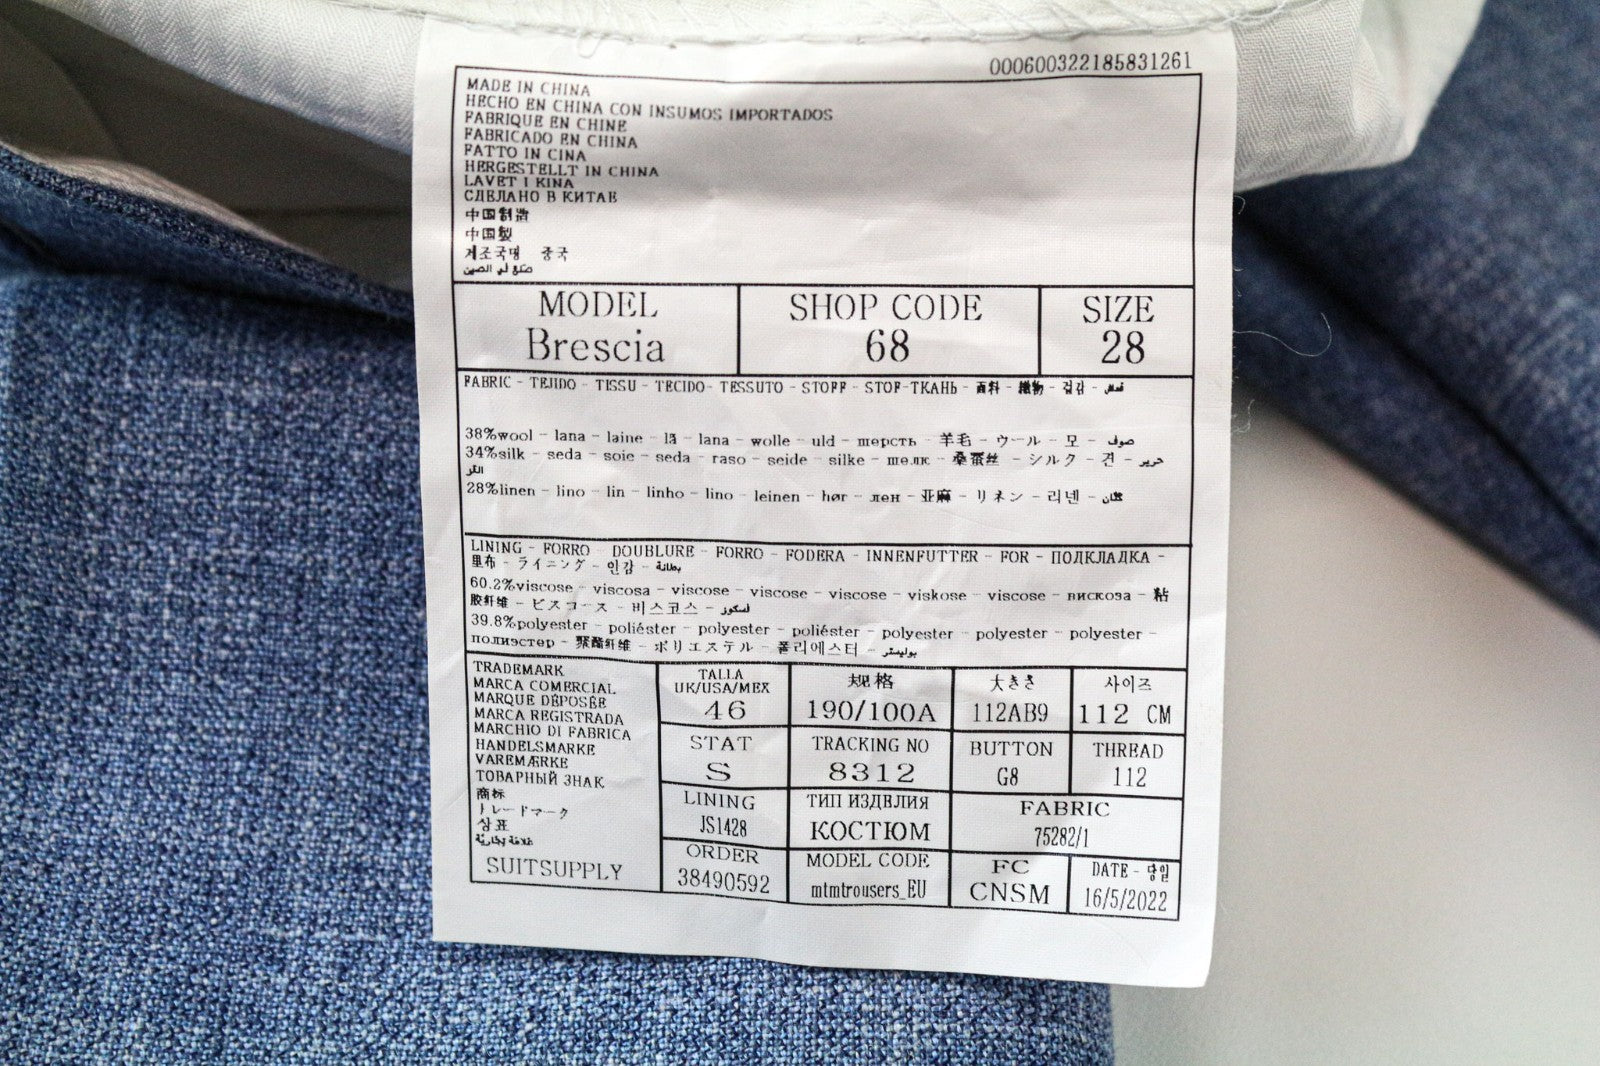 000600322185831261
MADE IN CHINA
HECHO EN CHINA CON INSUMOS IMPORTADOS
FABRIQUE EN CHINE
FABRICADO EN CHINA
FATTO IN CINA
HERGESTELLT IN CHINA
LAVET I KINA
СДЕЛАНО В КИТАЕ
中国制造
中国製
제조국명 중국
صنع في الصين
MODEL
Brescia
SHOP CODE
68
SIZE
28
FABRIC - TEJIDO - TISSU - TECIDO - TESSUTO - STOFF - STOF-ТКАНЬ - 面料 - 織物 - 겉감 - قماش
38%wool - lana - laine - lã - lana - wolle - uld - шерсть - 羊毛 - ウール - 모 - صوف
34%silk - seda - soie - seda - raso - seide - silke - шелк - 桑蚕丝 - シルク - 견 - حرير
القز
28%linen - lino - lin - linho - lino - leinen - hør - лен - 亚麻 - リネン - 리넨 - كتان
LINING - FORRO - DOUBLURE - FORRO - FODERA - INNENFUTTER - FOR - ПОДКЛАДКА -
里布 - ライニング - 안감 - بطانة
60.2%viscose - viscosa - viscose - viscose - viscose - viskose - viscose - вискоза - 粘
胶纤维 - ビスコース - 비스코스 - فسكوز
39.8%polyester - poliéster - polyester - poliéster - polyester - polyester - polyester -
полиэстер - 聚酯纤维 - ポリエステル - 폴리에스터 - بوليستر
TRADEMARK
MARCA COMERCIAL
MARQUE DÉPOSÉE
MARCA REGISTRADA
MARCHIO DI FABRICA
HANDELSMARKE
VAREMÆRKE
ТОВАРНЫЙ ЗНАК
商标
トレードマーク
상표
علامة تجارية
SUITSUPPLY
TALLA
UK/USA/MEX
46
规格
190/100A
大きさ
112AB9
사이즈
112 CM
STAT
S
TRACKING NO
8312
BUTTON
G8
THREAD
112
LINING
JS1428
ТИП ИЗДЕЛИЯ
КОСТЮМ
FABRIC
75282/1
ORDER
38490592
MODEL CODE
mtmtrousers_EU
FC
CNSM
DATE -
16/5/2022